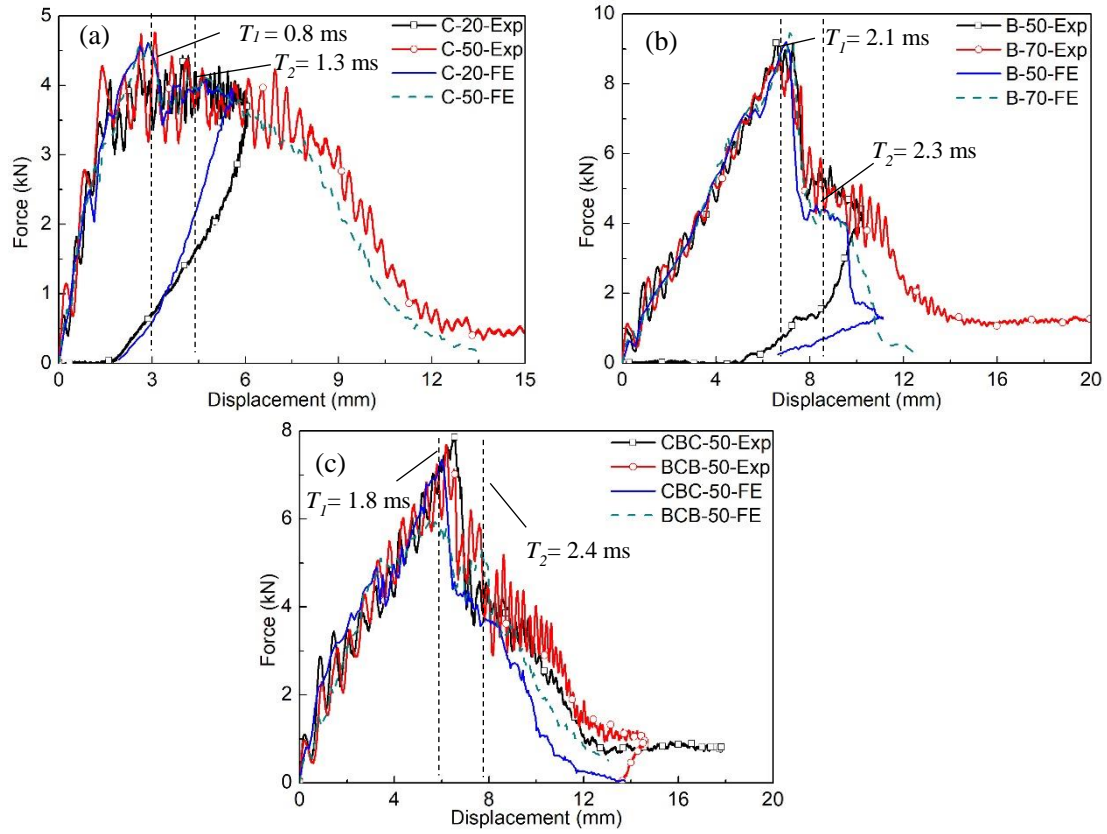 (a)
T1= 0.8 ms
T2= 1.3 ms
C-20-Exp
C-50-Exp
C-20-FE
C-50-FE
5
4
3
2
1
0
Force (kN)
0 3 6 9 12 15
Displacement (mm)
(b)
T1= 2.1 ms
T2= 2.3 ms
B-50-Exp
B-70-Exp
B-50-FE
B-70-FE
10
8
6
4
2
0
Force (kN)
0 4 8 12 16 20
Displacement (mm)
(c)
T1= 1.8 ms
T2= 2.4 ms
CBC-50-Exp
BCB-50-Exp
CBC-50-FE
BCB-50-FE
8
6
4
2
0
Force (kN)
0 4 8 12 16 20
Displacement (mm)